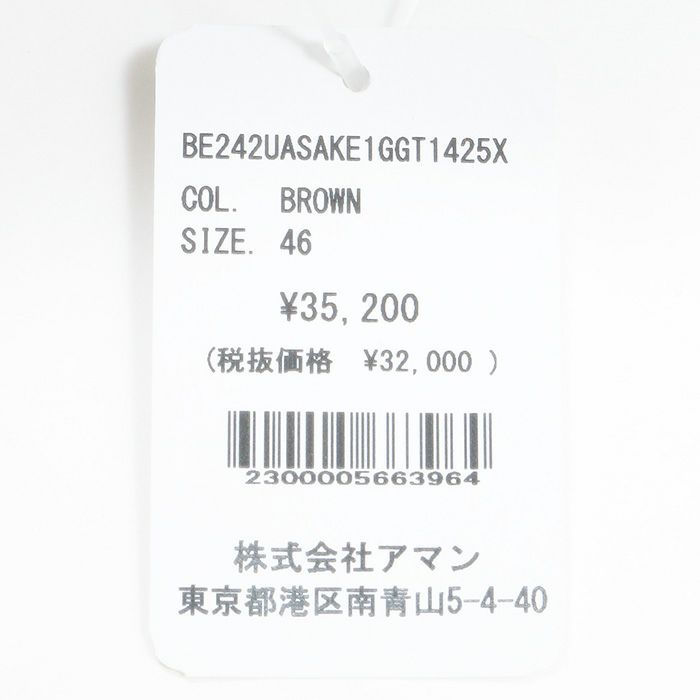 BE242UASAKE1GGT1425X
COL. BROWN
SIZE. 46
¥35,200
(税抜価格 ¥32,000 )
2300005663964
株式会社アマン
東京都港区南青山5-4-40